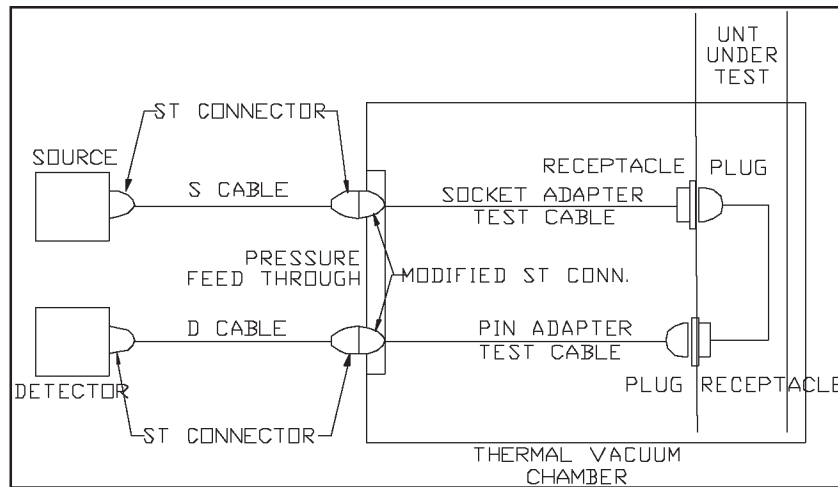 UNT
UNDER
TEST
ST CONNECTOR
SOURCE
RECEPTACLE
PLUG
S CABLE
SOCKET ADAPTER
TEST CABLE
PRESSURE
FEED THROUGH
MODIFIED ST CONN.
D CABLE
PIN ADAPTER
TEST CABLE
DETECTOR
PLUG
RECEPTACLE
ST CONNECTOR
THERMAL VACUUM
CHAMBER